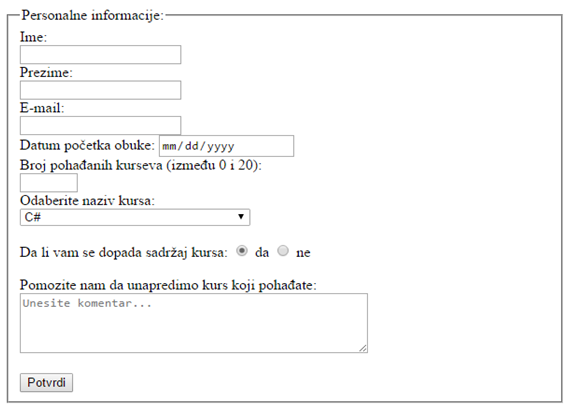 Personalne informacije:
Ime:
Prezime:
E-mail:
Datum početka obuke: mm/dd/yyyy
Broj pohađanih kurseva (između 0 i 20):
Odaberite naziv kursa:
C#
Da li vam se dopada sadržaj kursa: da ne
Pomozite nam da unapredimo kurs koji pohađate:
Unesite komentar...
Potvrdi